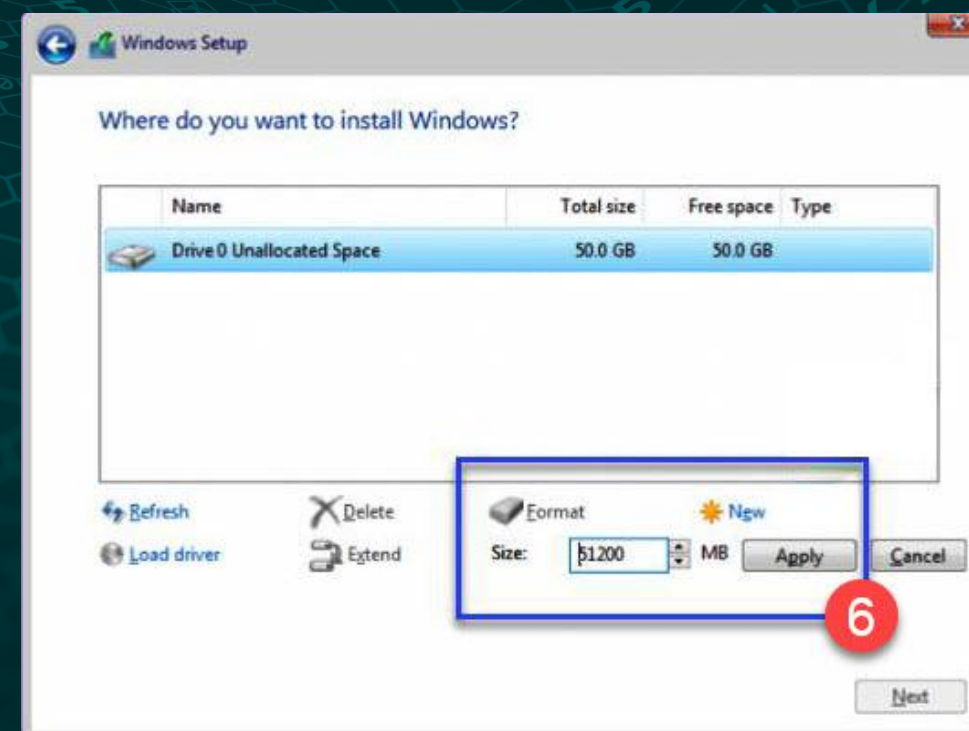 Windows Setup
Where do you want to install Windows?
Name Total size Free space Type
Drive 0 Unallocated Space 50.0 GB 50.0 GB
Refresh Delete Format New
Load driver Extend Size: 51200 MB Apply Cancel
6
Next